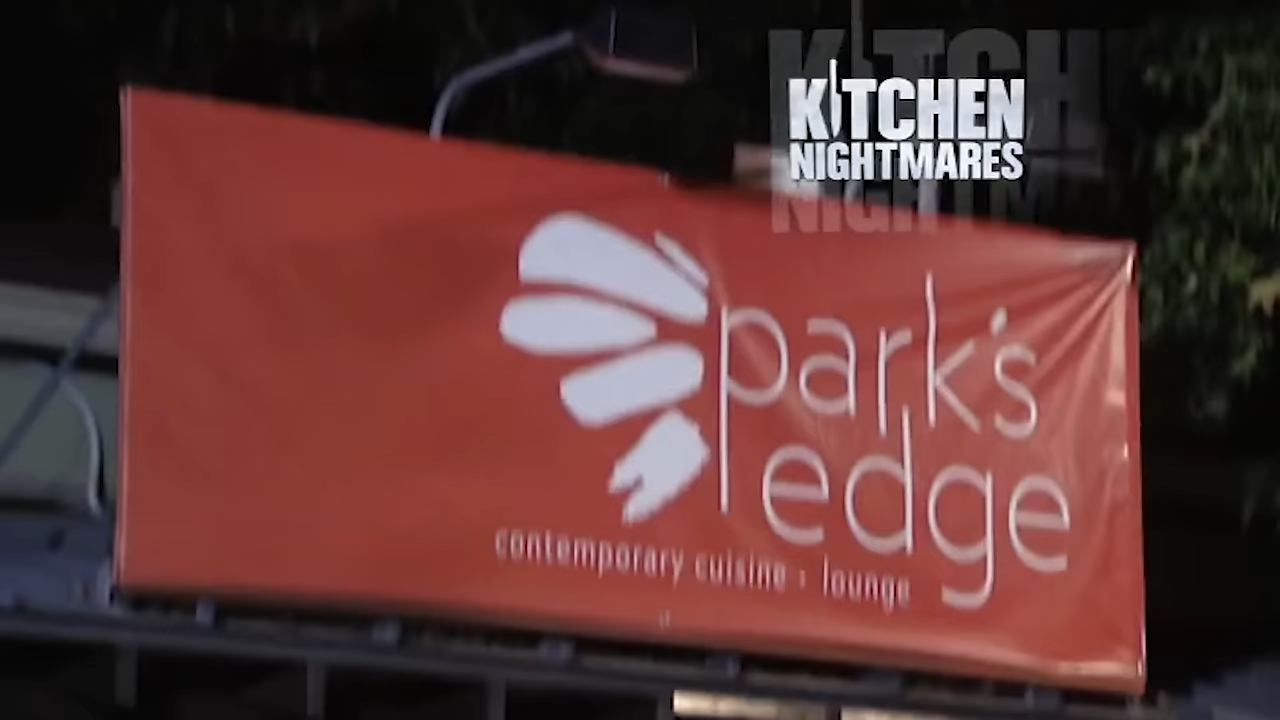 KITCHEN
NIGHTMARES
park's
edge
contemporary cuisine · lounge